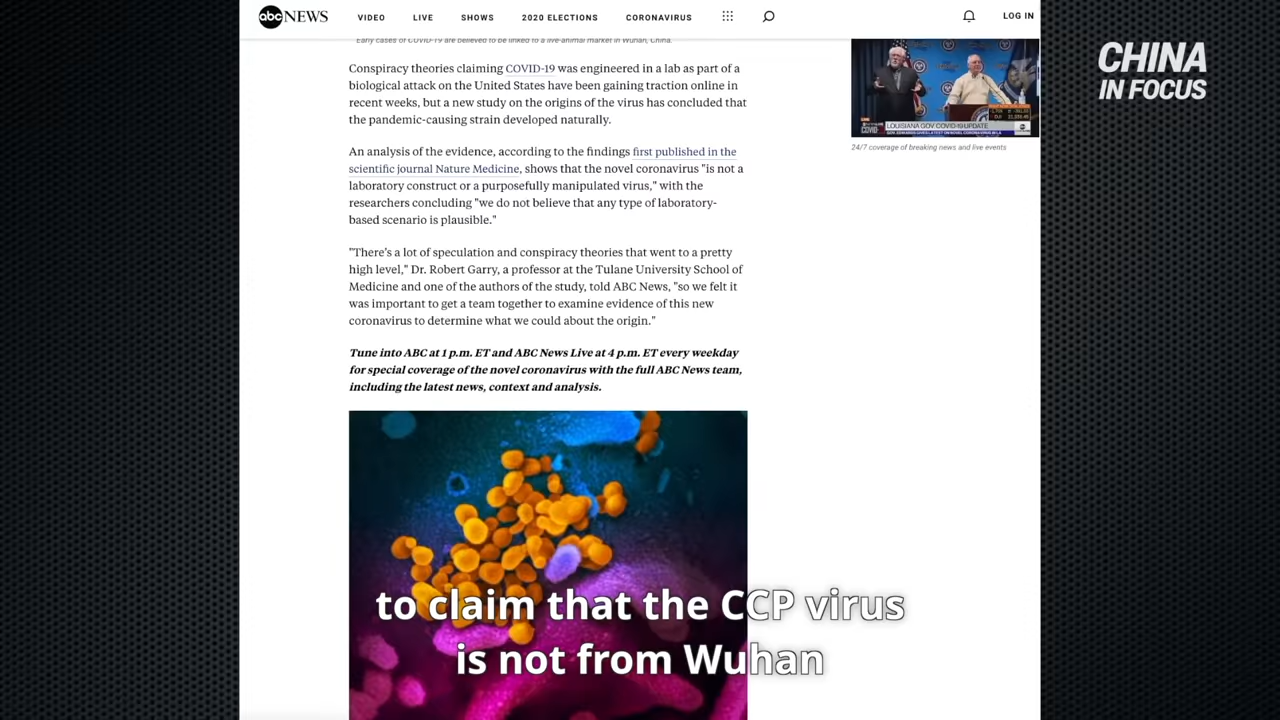 abc NEWS VIDEO LIVE SHOWS 2020 ELECTIONS CORONAVIRUS LOG IN
Early cases of COVID-19 are believed to be linked to a live-animal market in Wuhan, China.
Conspiracy theories claiming COVID-19 was engineered in a lab as part of a
biological attack on the United States have been gaining traction online in
recent weeks, but a new study on the origins of the virus has concluded that
the pandemic-causing strain developed naturally.
An analysis of the evidence, according to the findings first published in the
scientific journal Nature Medicine, shows that the novel coronavirus "is not a
laboratory construct or a purposefully manipulated virus," with the
researchers concluding "we do not believe that any type of laboratory-
based scenario is plausible."
"There's a lot of speculation and conspiracy theories that went to a pretty
high level," Dr. Robert Garry, a professor at the Tulane University School of
Medicine and one of the authors of the study, told ABC News, "so we felt it
was important to get a team together to examine evidence of this new
coronavirus to determine what we could about the origin."
Tune into ABC at 1 p.m. ET and ABC News Live at 4 p.m. ET every weekday
for special coverage of the novel coronavirus with the full ABC News team,
including the latest news, context and analysis.
LOUISIANA GOV COVID-19 UPDATE
24/7 coverage of breaking news and live events
CHINA
IN FOCUS
to claim that the CCP virus
is not from Wuhan